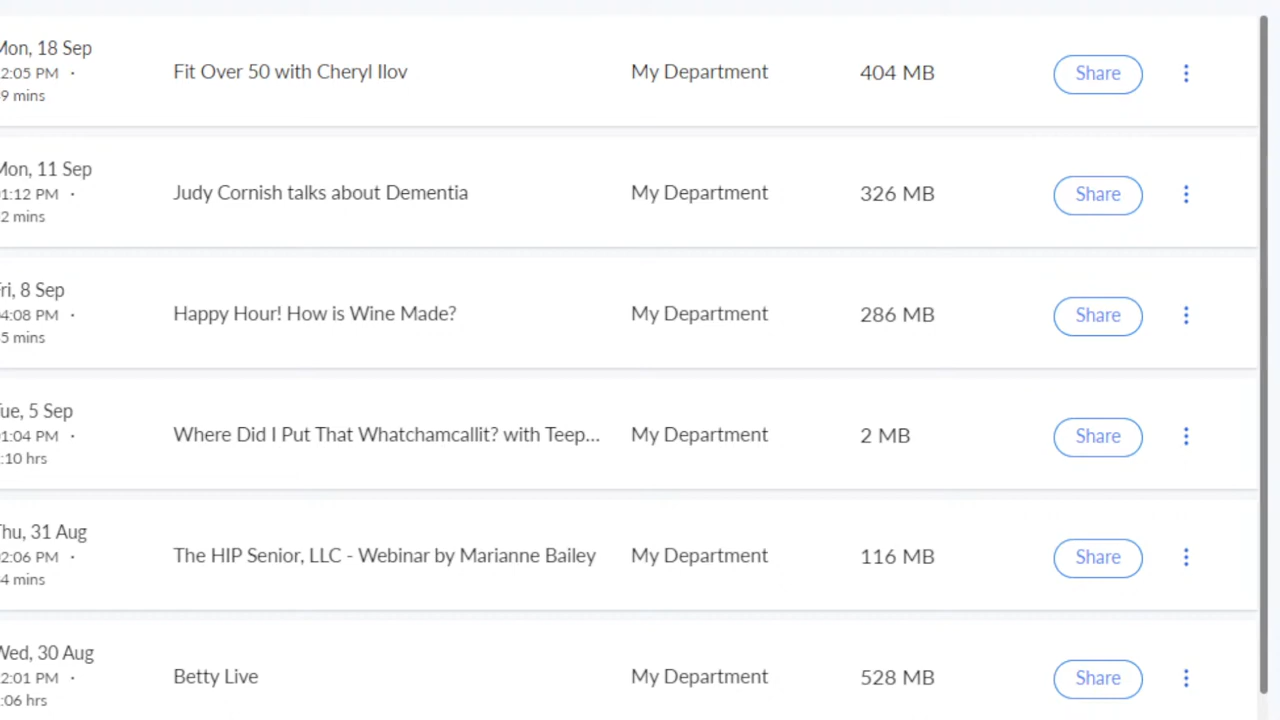 Mon, 18 Sep
2:05 PM ·
9 mins
Fit Over 50 with Cheryl Ilov
My Department
404 MB
Share
Mon, 11 Sep
1:12 PM ·
2 mins
Judy Cornish talks about Dementia
My Department
326 MB
Share
Fri, 8 Sep
4:08 PM ·
5 mins
Happy Hour! How is Wine Made?
My Department
286 MB
Share
Tue, 5 Sep
1:04 PM ·
:10 hrs
Where Did I Put That Whatchamcallit? with Teep...
My Department
2 MB
Share
Thu, 31 Aug
2:06 PM ·
4 mins
The HIP Senior, LLC - Webinar by Marianne Bailey
My Department
116 MB
Share
Wed, 30 Aug
2:01 PM ·
:06 hrs
Betty Live
My Department
528 MB
Share